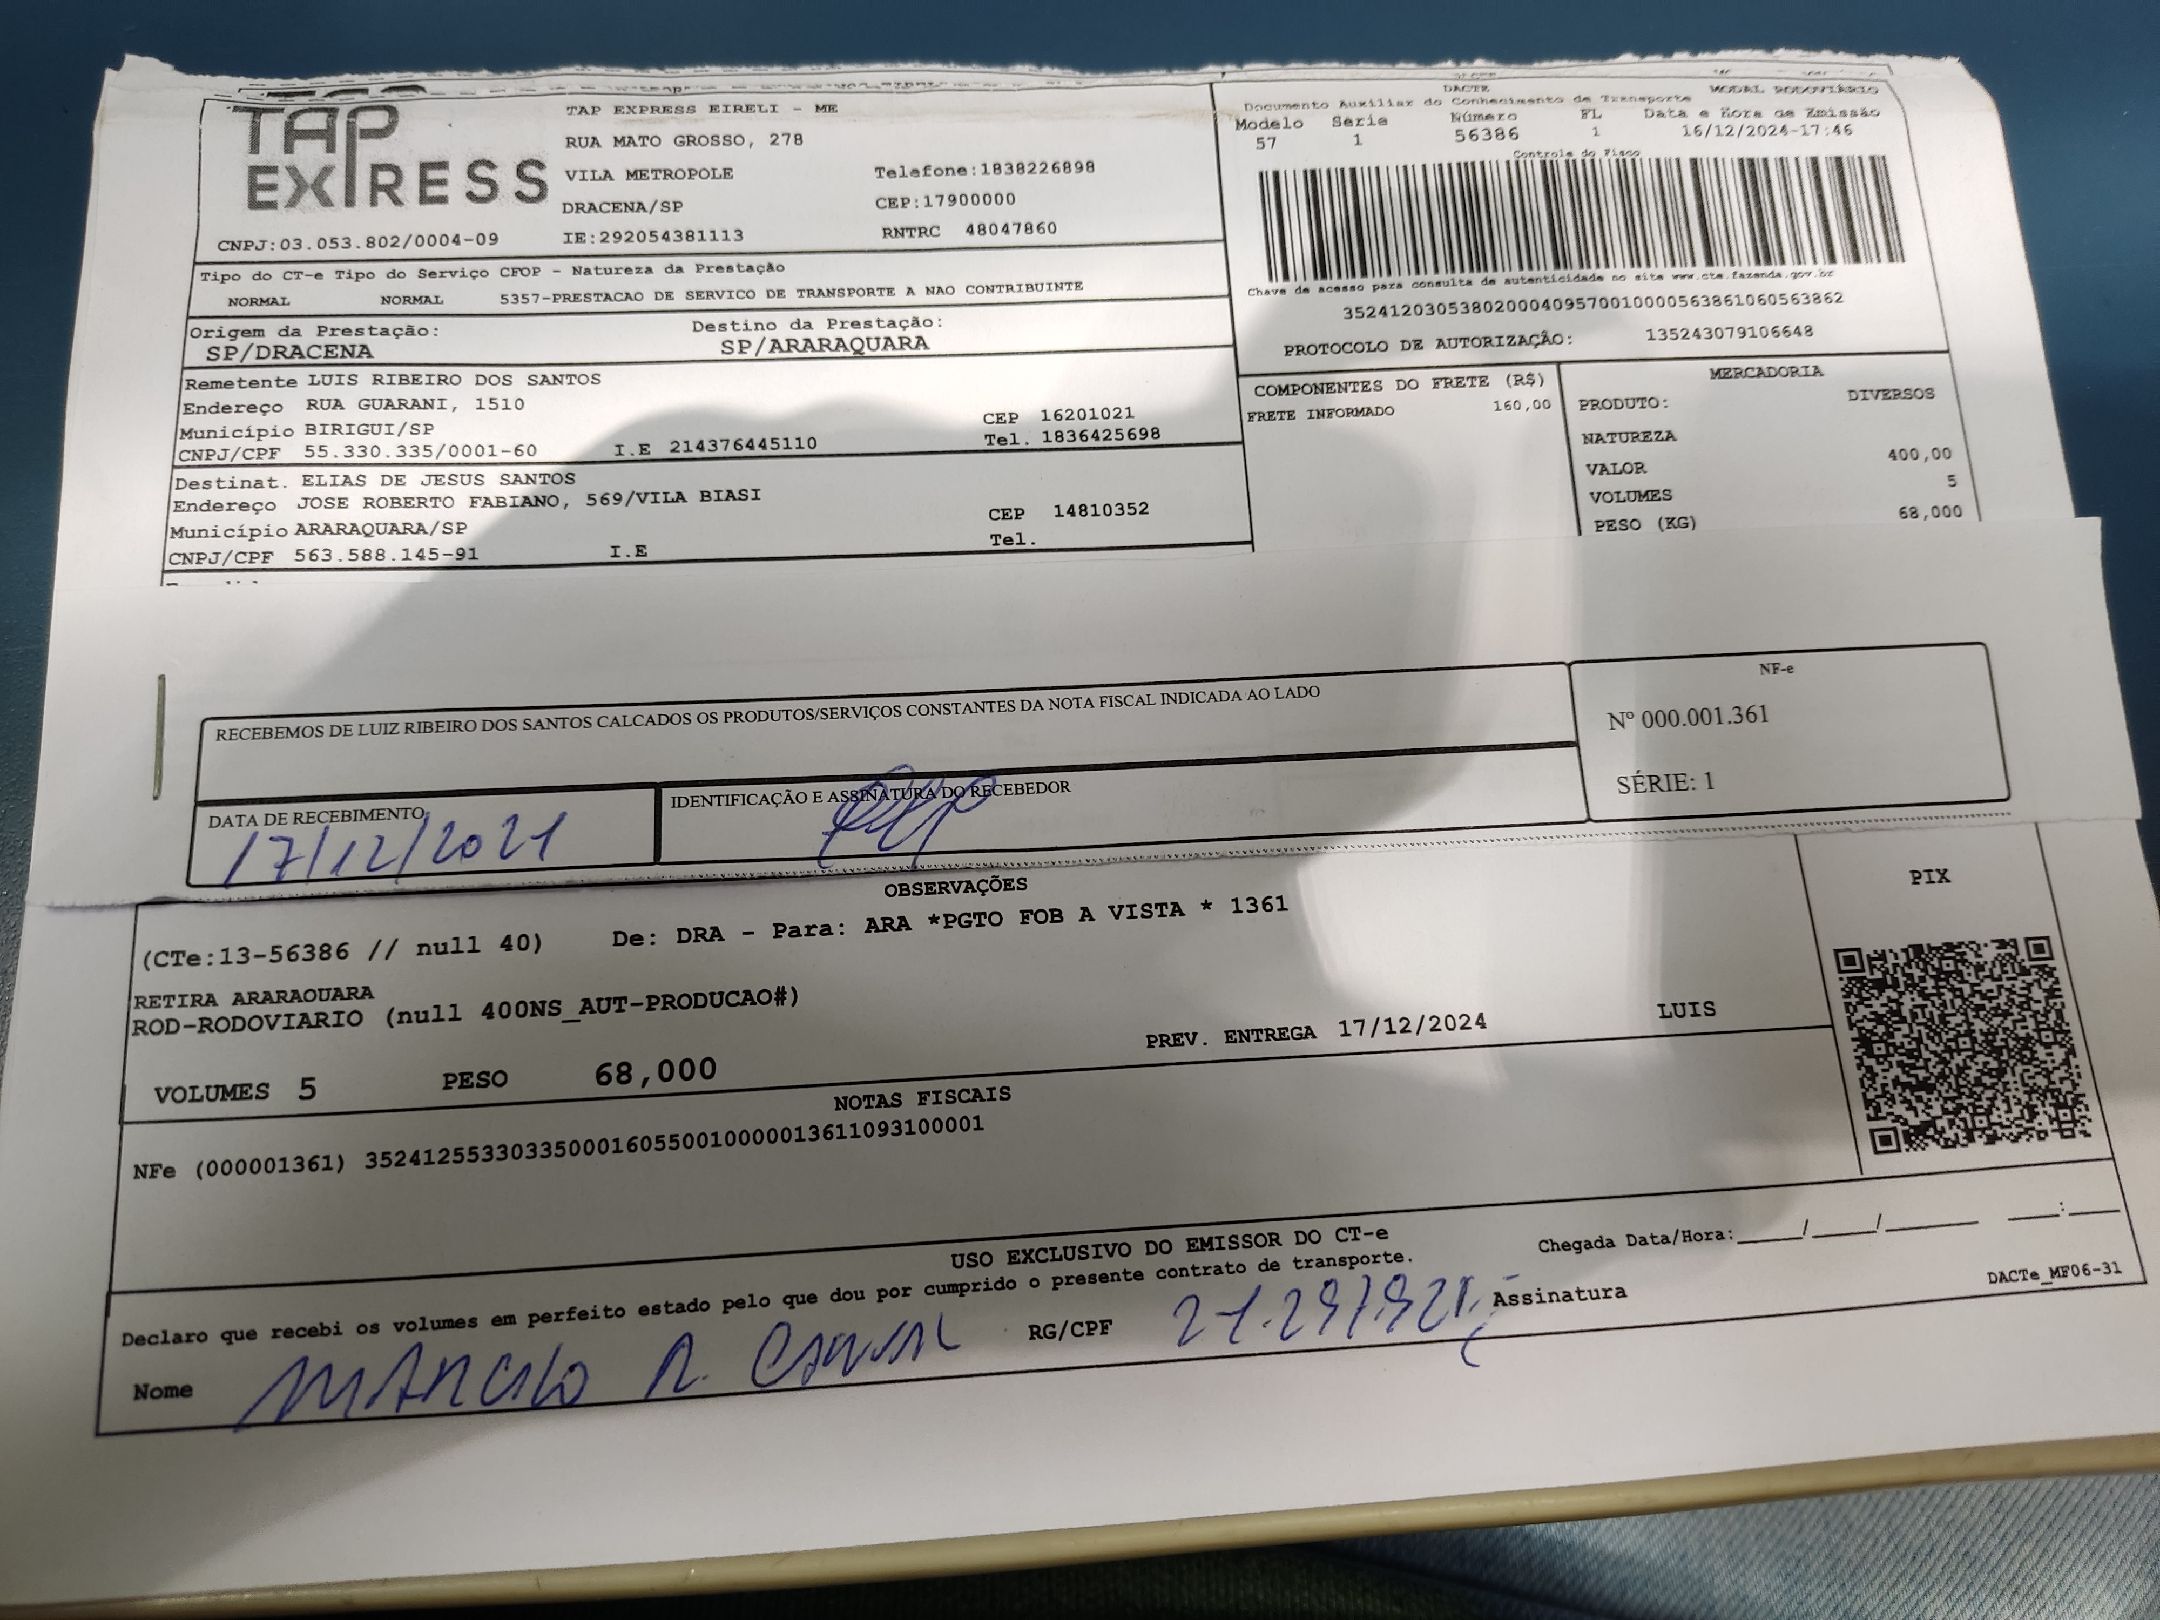 TAP EXPRESS
TAP EXPRESS EIRELI - ME
RUA MATO GROSSO, 278
VILA METROPOLE Telefone:1838226898
DRACENA/SP CEP:17900000
CNPJ:03.053.802/0004-09 IE:292054381113 RNTRC 48047860
DACTE MODAL RODOVIÁRIO
Documento Auxiliar do Conhecimento de Transporte
Modelo Serie Número FL Data e Hora de Emissão
57 1 56386 1 16/12/2024-17:46
Controle do Fisco
Chave de acesso para consulta de autenticidade no site www.cte.fazenda.gov.br
35241203053802000409570010000563861060563862
PROTOCOLO DE AUTORIZAÇÃO: 135243079106648
Tipo do CT-e Tipo do Serviço CFOP - Natureza da Prestação
NORMAL NORMAL 5357-PRESTACAO DE SERVICO DE TRANSPORTE A NAO CONTRIBUINTE
Origem da Prestação: Destino da Prestação:
SP/DRACENA SP/ARARAQUARA
Remetente LUIS RIBEIRO DOS SANTOS
Endereço RUA GUARANI, 1510
Município BIRIGUI/SP CEP 16201021
CNPJ/CPF 55.330.335/0001-60 I.E 214376445110 Tel. 1836425698
Destinat. ELIAS DE JESUS SANTOS
Endereço JOSE ROBERTO FABIANO, 569/VILA BIASI
Município ARARAQUARA/SP CEP 14810352
CNPJ/CPF 563.588.145-91 I.E Tel.
COMPONENTES DO FRETE (R$)
FRETE INFORMADO 160,00
MERCADORIA
PRODUTO: DIVERSOS
NATUREZA
VALOR 400,00
VOLUMES 5
PESO (KG) 68,000
RECEBEMOS DE LUIZ RIBEIRO DOS SANTOS CALCADOS OS PRODUTOS/SERVIÇOS CONSTANTES DA NOTA FISCAL INDICADA AO LADO
NF-e
Nº 000.001.361
SÉRIE: 1
DATA DE RECEBIMENTO
17/12/2021
IDENTIFICAÇÃO E ASSINATURA DO RECEBEDOR
OBSERVAÇÕES
(CTe:13-56386 // null 40) De: DRA - Para: ARA *PGTO FOB A VISTA * 1361
RETIRA ARARAQUARA
ROD-RODOVIARIO (null 400NS_AUT-PRODUCAO#)
PREV. ENTREGA 17/12/2024 LUIS
VOLUMES 5 PESO 68,000
PIX
NOTAS FISCAIS
NFe (000001361) 35241255330335000160550010000013611093100001
USO EXCLUSIVO DO EMISSOR DO CT-e
Chegada Data/Hora:_____/_____/_______ ____:____
Declaro que recebi os volumes em perfeito estado pelo que dou por cumprido o presente contrato de transporte.
DACTe_MF06-31
Nome RG/CPF Assinatura